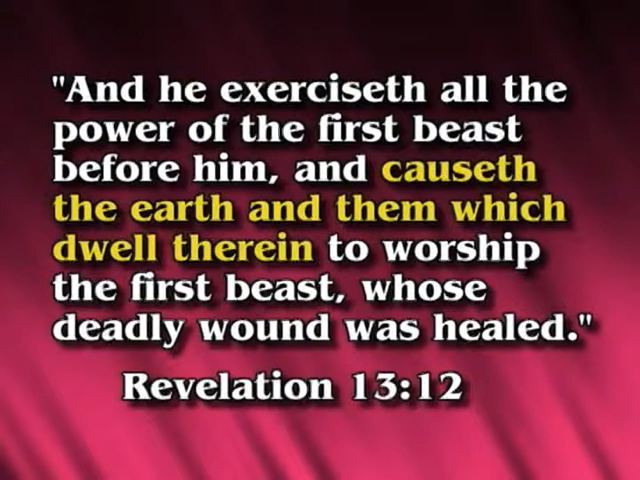 "And he exerciseth all the
power of the first beast
before him, and causeth
the earth and them which
dwell therein to worship
the first beast, whose
deadly wound was healed."
Revelation 13:12